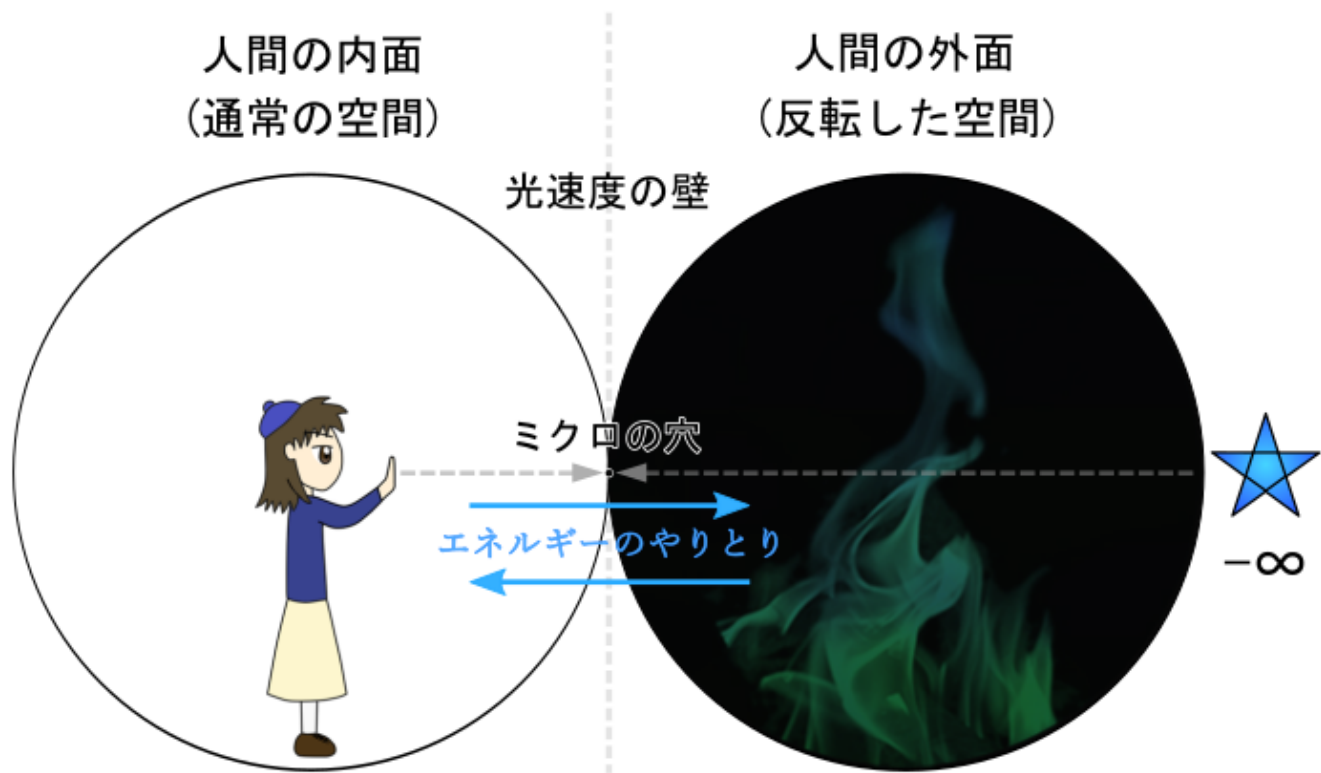 人間の内面
(通常の空間)
人間の外面
(反転した空間)
光速度の壁
ミクロの穴
エネルギーのやりとり
−∞